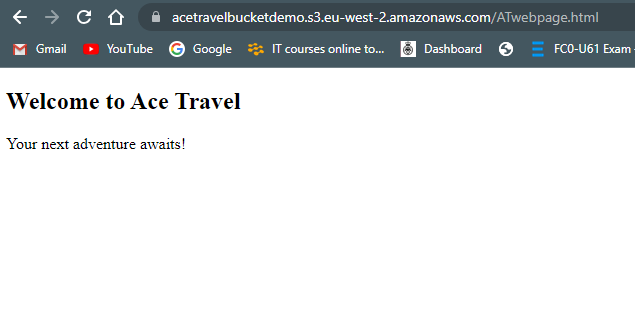 acetravelbucketdemo.s3.eu-west-2.amazonaws.com/ATwebpage.html
Gmail YouTube Google IT courses online to... Dashboard FC0-U61 Exam
Welcome to Ace Travel
Your next adventure awaits!